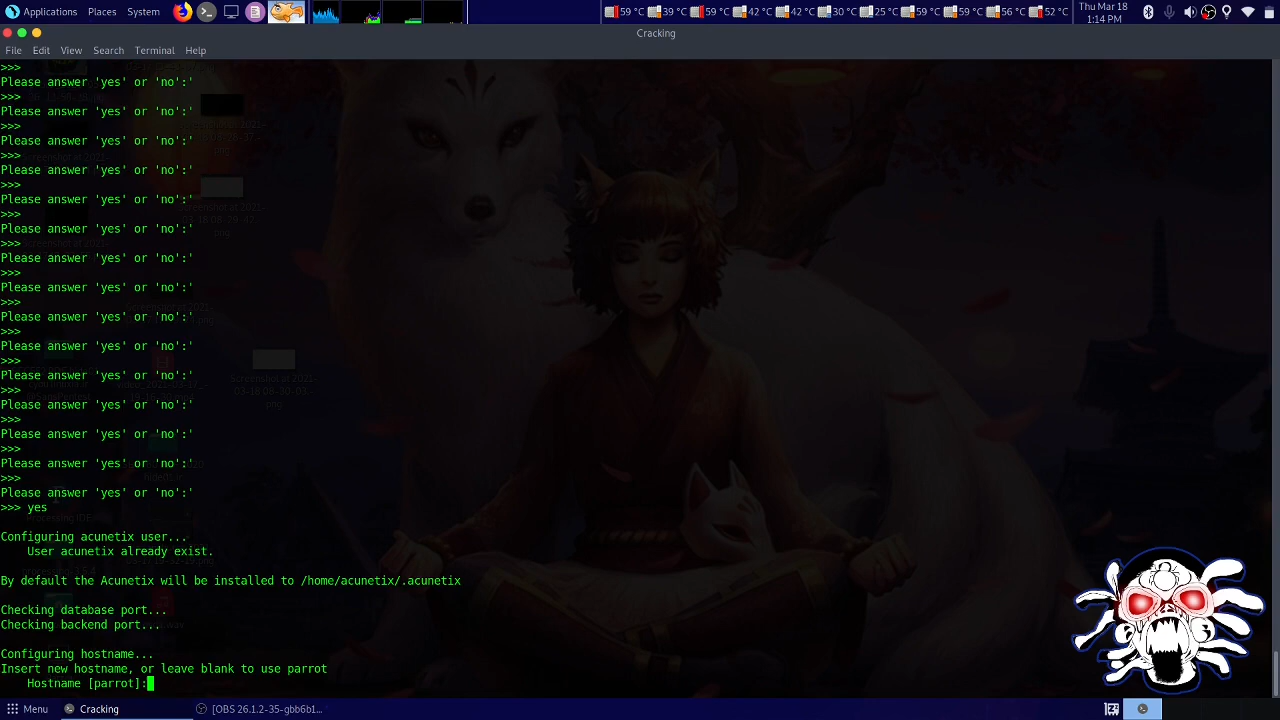 Applications Places System
59 °C 39 °C 59 °C 42 °C 42 °C 30 °C 25 °C 59 °C 59 °C 56 °C 52 °C
Thu Mar 18
1:14 PM
Cracking
File Edit View Search Terminal Help
>>>
Please answer 'yes' or 'no':'
>>>
Please answer 'yes' or 'no':'
>>>
Please answer 'yes' or 'no':'
>>>
Please answer 'yes' or 'no':'
>>>
Please answer 'yes' or 'no':'
>>>
Please answer 'yes' or 'no':'
>>>
Please answer 'yes' or 'no':'
>>>
Please answer 'yes' or 'no':'
>>>
Please answer 'yes' or 'no':'
>>>
Please answer 'yes' or 'no':'
>>>
Please answer 'yes' or 'no':'
>>>
Please answer 'yes' or 'no':'
>>>
Please answer 'yes' or 'no':'
>>>
Please answer 'yes' or 'no':'
>>>
Please answer 'yes' or 'no':'
>>> yes
Configuring acunetix user...
User acunetix already exist.
By default the Acunetix will be installed to /home/acunetix/.acunetix
Checking database port...
Checking backend port...
Configuring hostname...
Insert new hostname, or leave blank to use parrot
Hostname [parrot]:
Menu Cracking [OBS 26.1.2-35-gbb6b1...